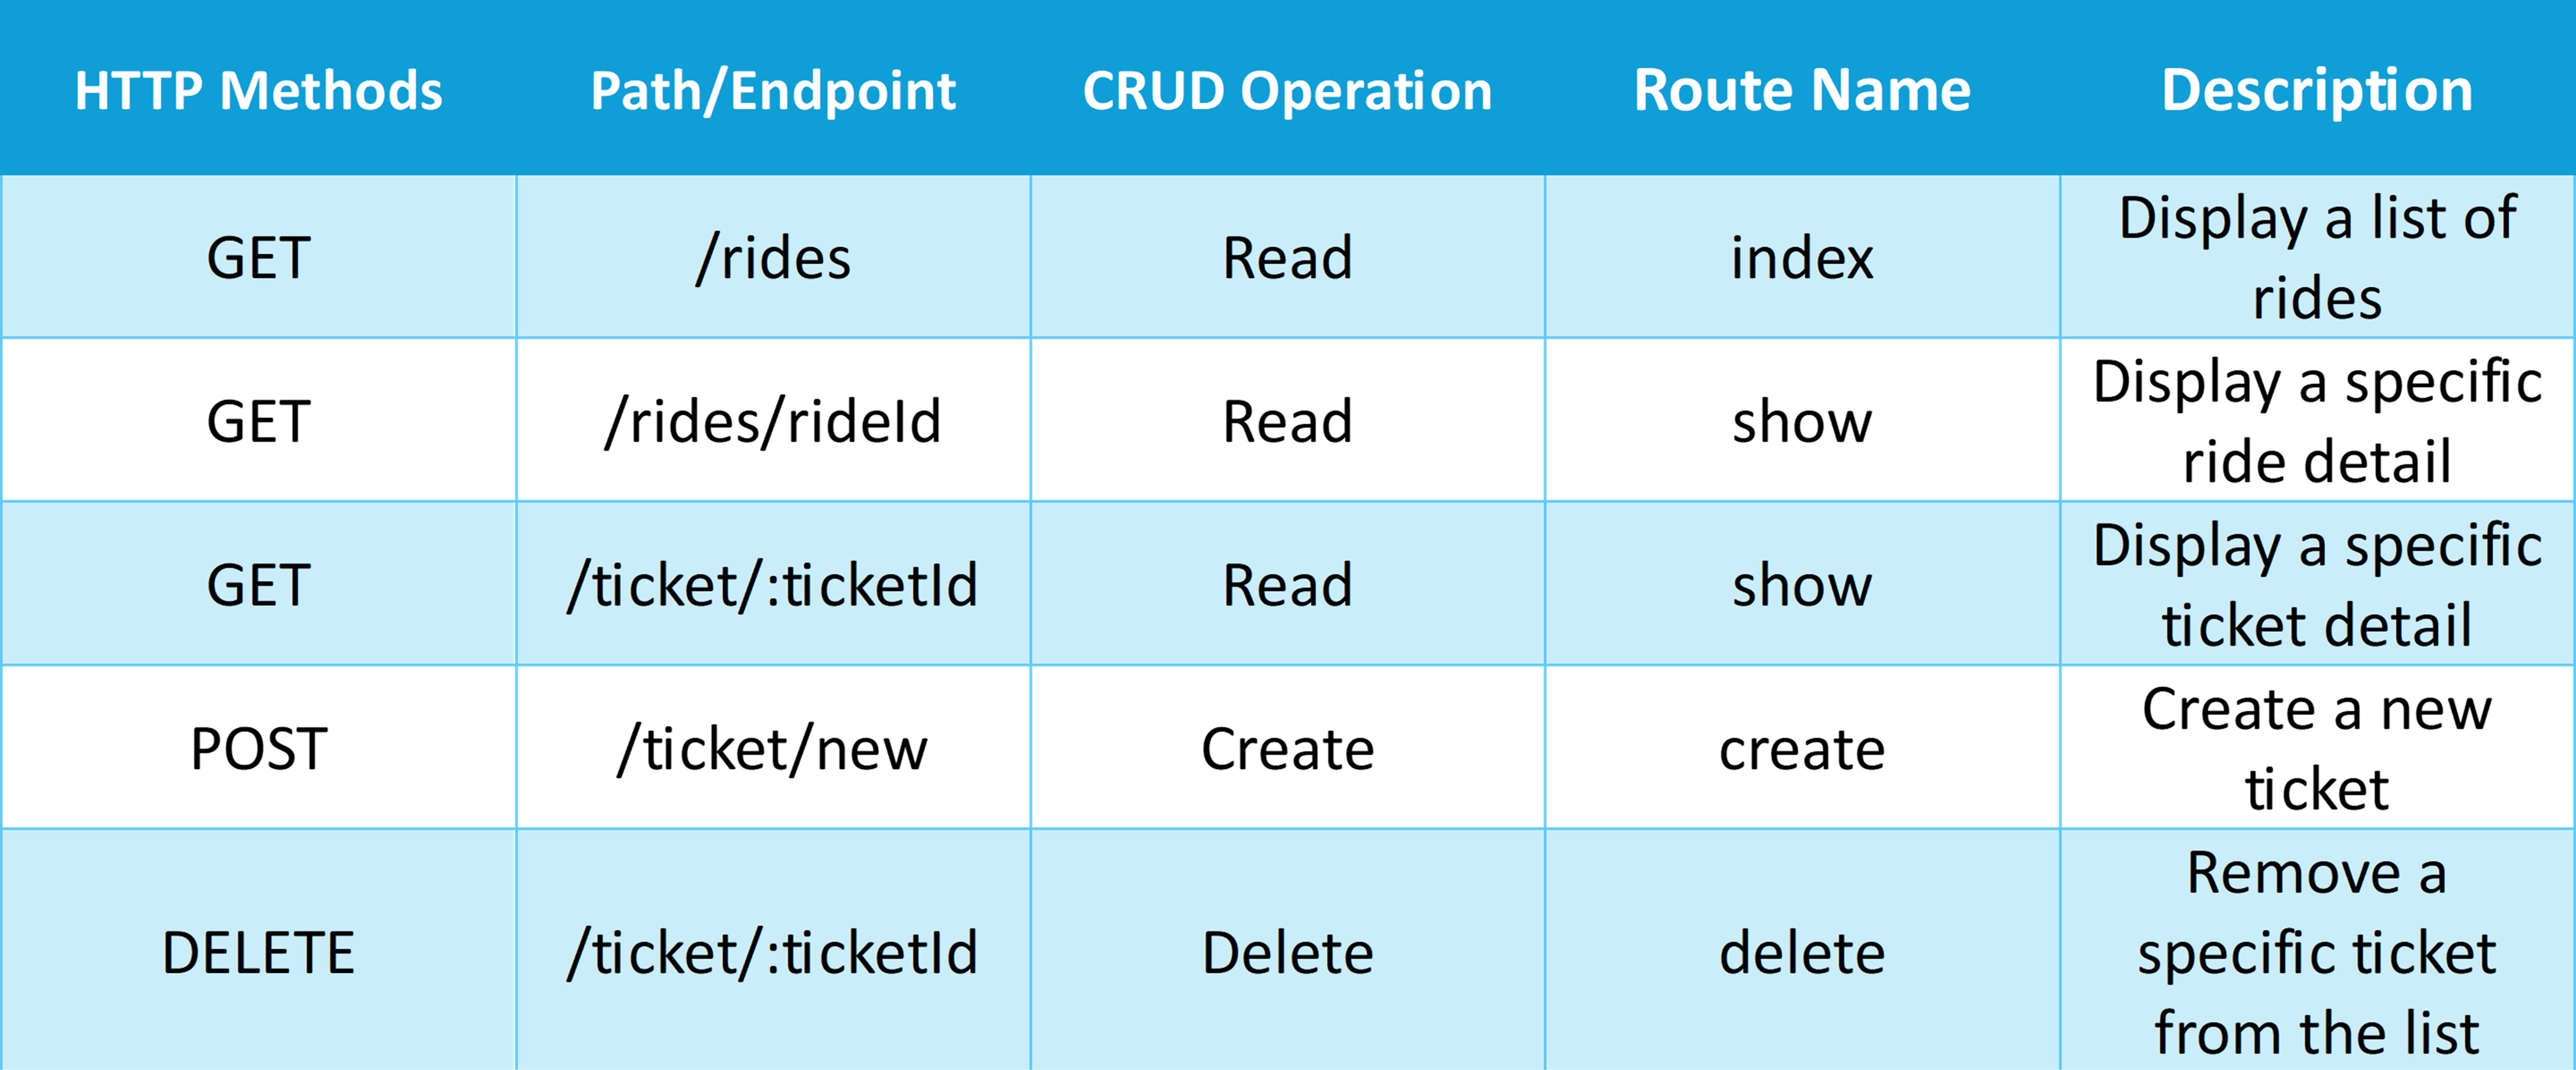 HTTP Methods Path/Endpoint CRUD Operation Route Name Description
GET /rides Read index Display a list of
rides
GET /rides/rideId Read show Display a specific
ride detail
GET /ticket/:ticketId Read show Display a specific
ticket detail
POST /ticket/new Create create Create a new
ticket
DELETE /ticket/:ticketId Delete delete Remove a
specific ticket
from the list